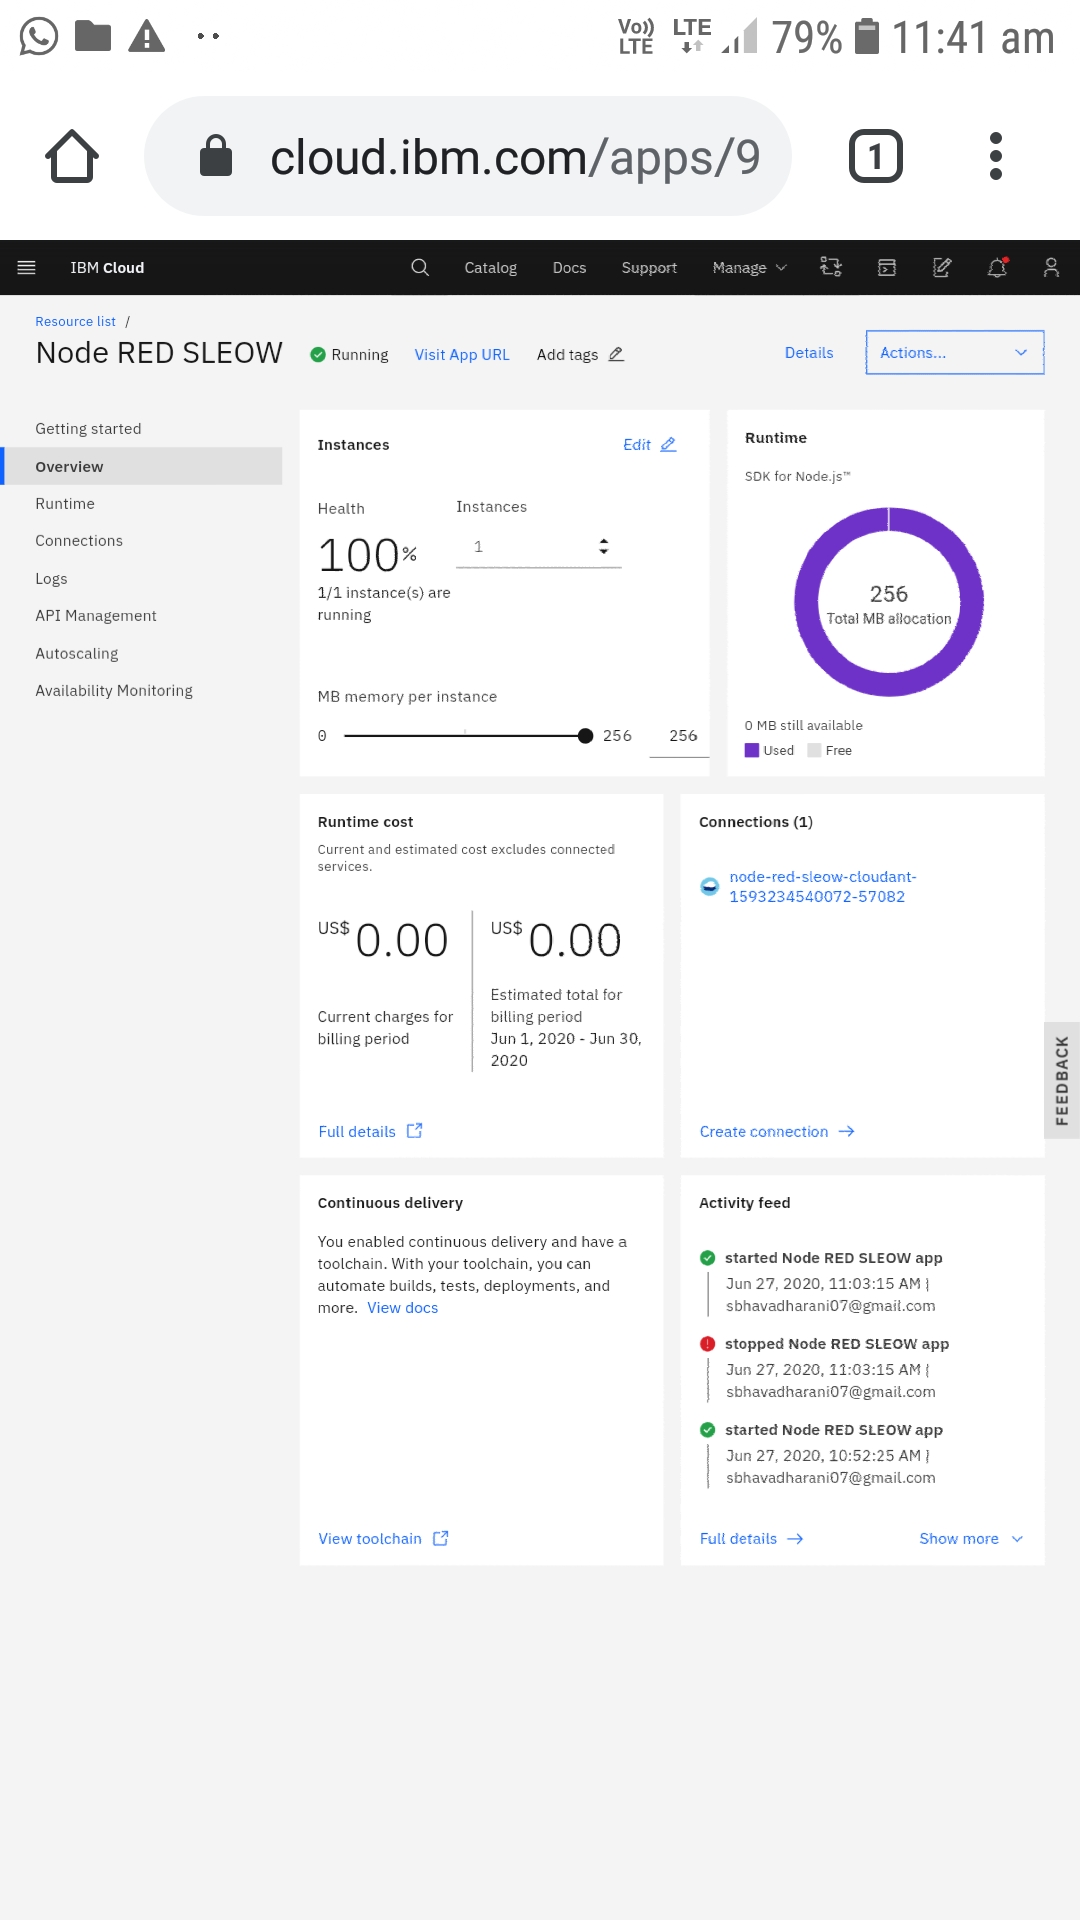 Vo)) LTE LTE 79% 11:41 am
cloud.ibm.com/apps/9
1
IBM Cloud Catalog Docs Support Manage
Resource list /
Node RED SLEOW Running Visit App URL Add tags Details Actions...
Getting started
Overview
Runtime
Connections
Logs
API Management
Autoscaling
Availability Monitoring
Instances Edit
Health Instances
100% 1
1/1 instance(s) are
running
MB memory per instance
0 256 256
Runtime
SDK for Node.js™
256
Total MB allocation
0 MB still available
Used Free
Runtime cost
Current and estimated cost excludes connected
services.
US$ 0.00
Current charges for
billing period
US$ 0.00
Estimated total for
billing period
Jun 1, 2020 - Jun 30,
2020
Full details
Connections (1)
node-red-sleow-cloudant-
1593234540072-57082
Create connection
FEEDBACK
Continuous delivery
You enabled continuous delivery and have a
toolchain. With your toolchain, you can
automate builds, tests, deployments, and
more. View docs
View toolchain
Activity feed
started Node RED SLEOW app
Jun 27, 2020, 11:03:15 AM |
sbhavadharani07@gmail.com
stopped Node RED SLEOW app
Jun 27, 2020, 11:03:15 AM |
sbhavadharani07@gmail.com
started Node RED SLEOW app
Jun 27, 2020, 10:52:25 AM |
sbhavadharani07@gmail.com
Full details Show more